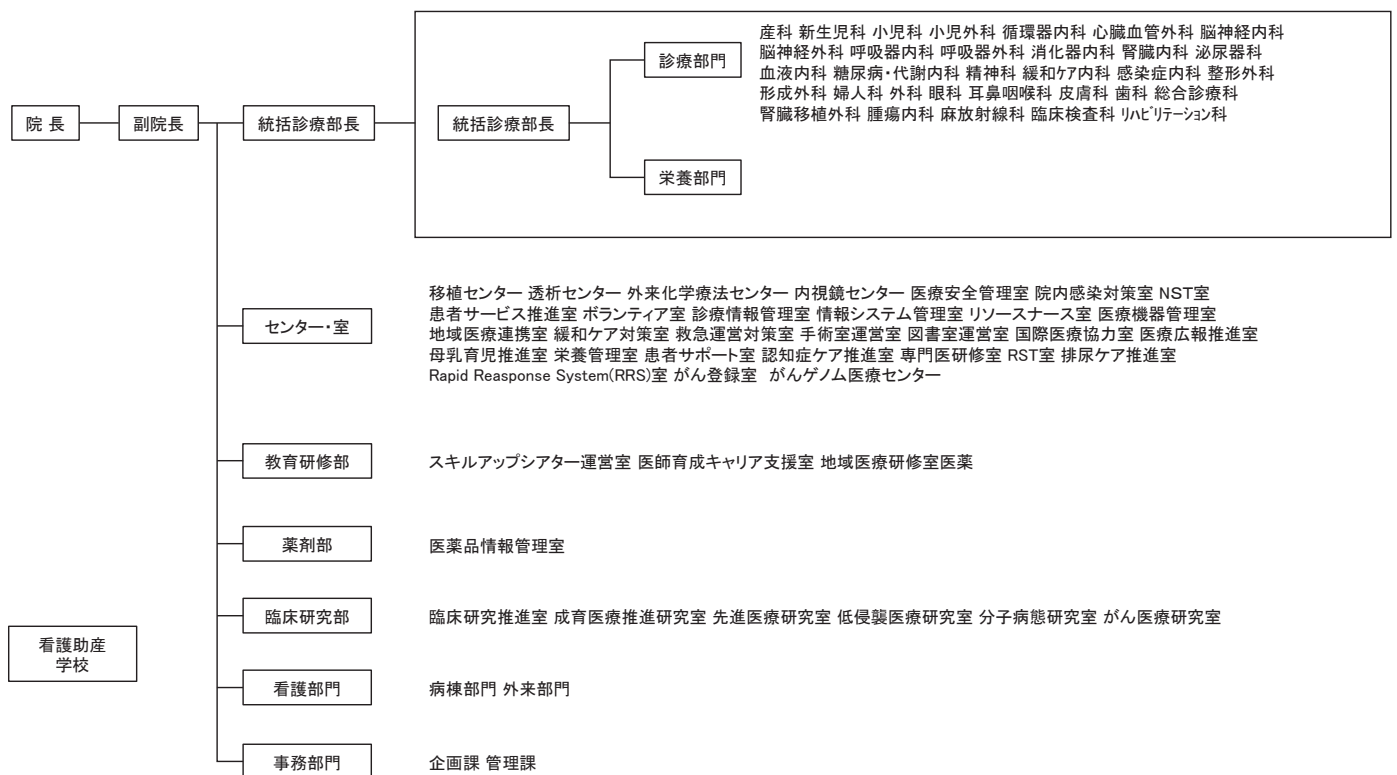 院 長
副院長
統括診療部長
統括診療部長
診療部門
産科 新生児科 小児科 小児外科 循環器内科 心臓血管外科 脳神経内科
脳神経外科 呼吸器内科 呼吸器外科 消化器内科 腎臓内科 泌尿器科
血液内科 糖尿病・代謝内科 精神科 緩和ケア内科 感染症内科 整形外科
形成外科 婦人科 外科 眼科 耳鼻咽喉科 皮膚科 歯科 総合診療科
腎臓移植外科 腫瘍内科 麻放射線科 臨床検査科 リハビリテーション科
栄養部門
センター・室
移植センター 透析センター 外来化学療法センター 内視鏡センター 医療安全管理室 院内感染対策室 NST室
患者サービス推進室 ボランティア室 診療情報管理室 情報システム管理室 リソースナース室 医療機器管理室
地域医療連携室 緩和ケア対策室 救急運営対策室 手術室運営室 図書室運営室 国際医療協力室 医療広報推進室
母乳育児推進室 栄養管理室 患者サポート室 認知症ケア推進室 専門医研修室 RST室 排尿ケア推進室
Rapid Reasponse System(RRS)室 がん登録室 がんゲノム医療センター
教育研修部
スキルアップシアター運営室 医師育成キャリア支援室 地域医療研修室医薬
薬剤部
医薬品情報管理室
臨床研究部
臨床研究推進室 成育医療推進研究室 先進医療研究室 低侵襲医療研究室 分子病態研究室 がん医療研究室
看護助産
学校
看護部門
病棟部門 外来部門
事務部門
企画課 管理課